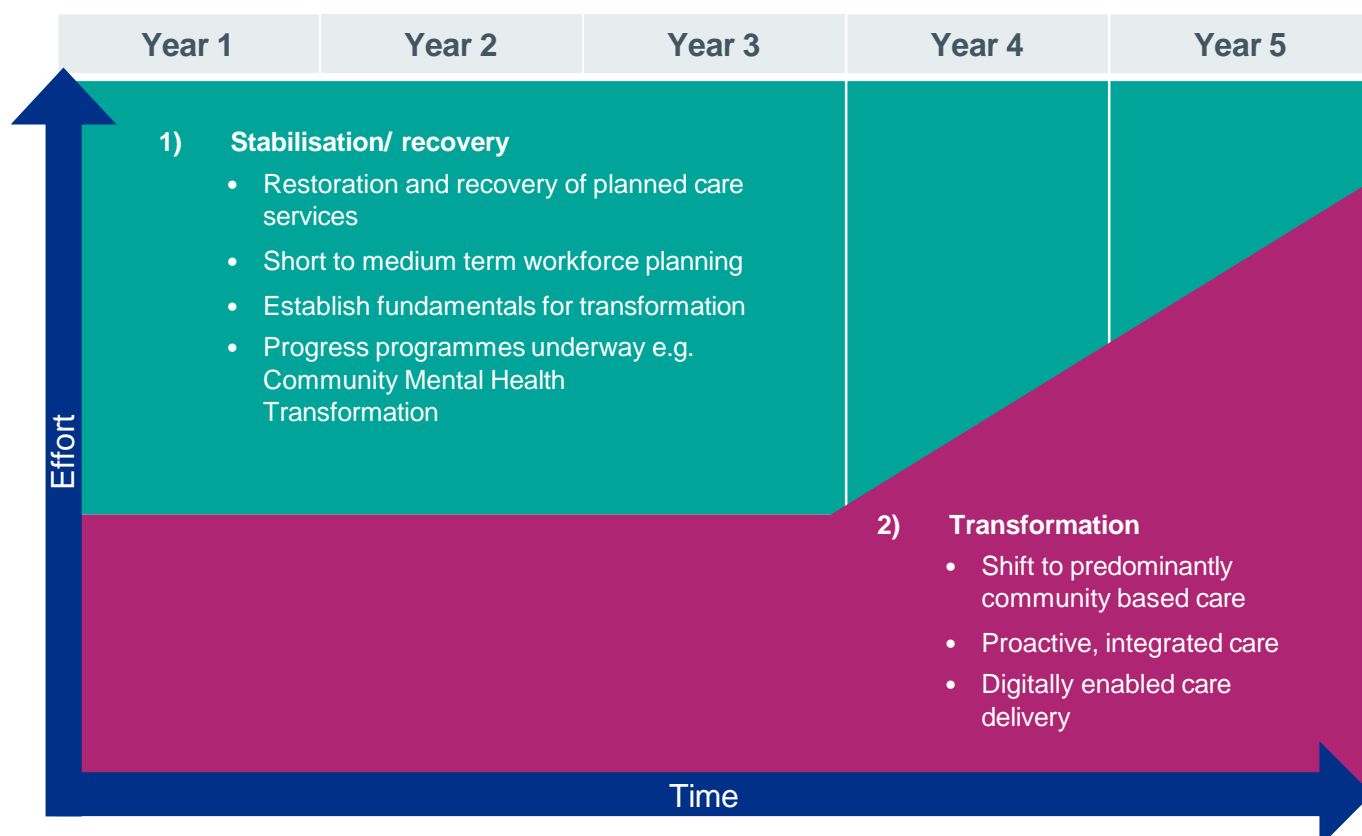 Year 1 Year 2 Year 3 Year 4 Year 5
1) Stabilisation/ recovery
• Restoration and recovery of planned care
services
• Short to medium term workforce planning
• Establish fundamentals for transformation
• Progress programmes underway e.g.
Community Mental Health
Transformation
Effort
2) Transformation
• Shift to predominantly
community based care
• Proactive, integrated care
• Digitally enabled care
delivery
Time